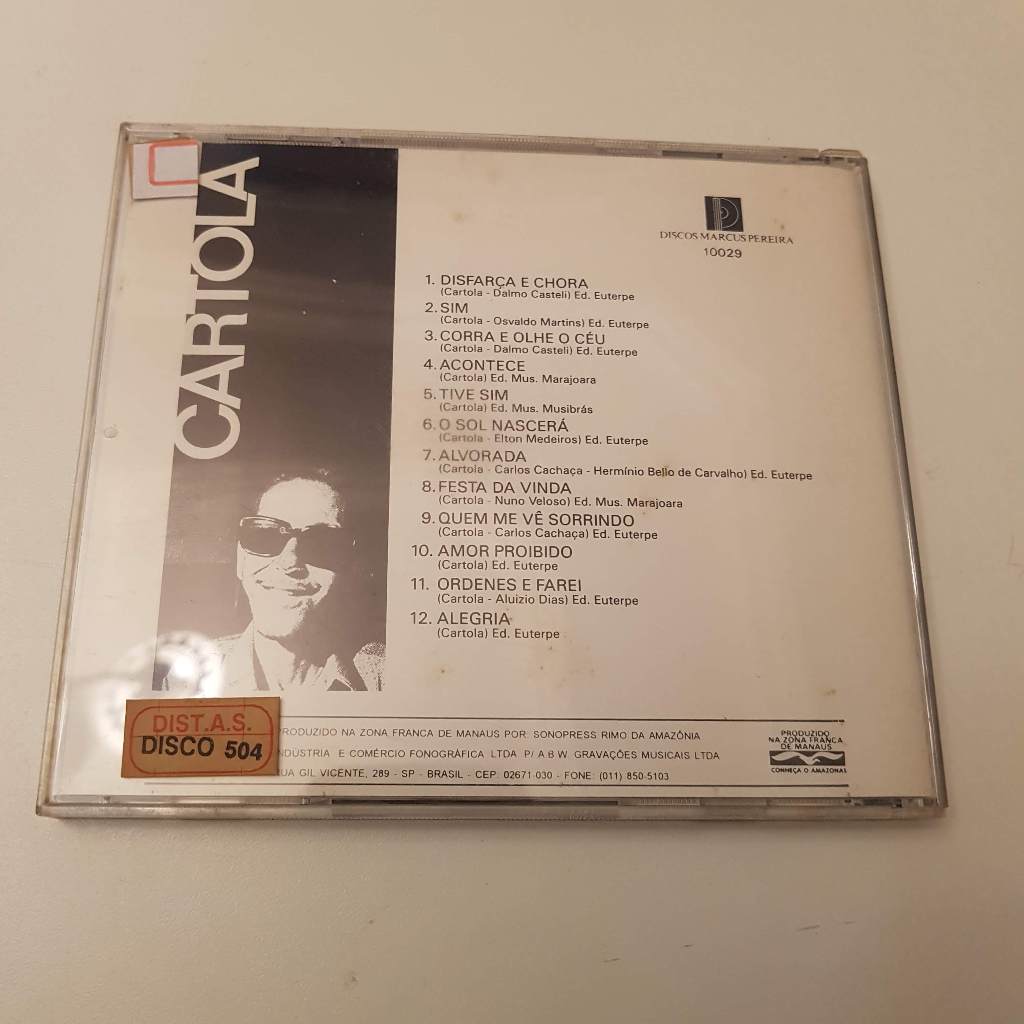 CARTOLA
DISCOS MARCUS PEREIRA
10029
1. DISFARÇA E CHORA
(Cartola - Dalmo Casteli) Ed. Euterpe
2. SIM
(Cartola - Osvaldo Martins) Ed. Euterpe
3. CORRA E OLHE O CÉU
(Cartola - Dalmo Casteli) Ed. Euterpe
4. ACONTECE
(Cartola) Ed. Mus. Marajoara
5. TIVE SIM
(Cartola) Ed. Mus. Musibrás
6. O SOL NASCERÁ
(Cartola - Elton Medeiros) Ed. Euterpe
7. ALVORADA
(Cartola - Carlos Cachaça - Hermínio Bello de Carvalho) Ed. Euterpe
8. FESTA DA VINDA
(Cartola - Nuno Veloso) Ed. Mus. Marajoara
9. QUEM ME VÊ SORRINDO
(Cartola - Carlos Cachaça) Ed. Euterpe
10. AMOR PROIBIDO
(Cartola) Ed. Euterpe
11. ORDENES E FAREI
(Cartola - Aluizio Dias) Ed. Euterpe
12. ALEGRIA
(Cartola) Ed. Euterpe
DIST.A.S.
DISCO 504
PRODUZIDO NA ZONA FRANCA DE MANAUS POR: SONOPRESS RIMO DA AMAZÔNIA
NDÚSTRIA E COMÉRCIO FONOGRÁFICA LTDA. P/ A.B.W. GRAVAÇÕES MUSICAIS LTDA
UA GIL VICENTE, 289 - SP - BRASIL - CEP: 02671-030 - FONE: (011) 850-5103
PRODUZIDO
NA ZONA FRANCA
DE MANAUS
CONHEÇA O AMAZONAS